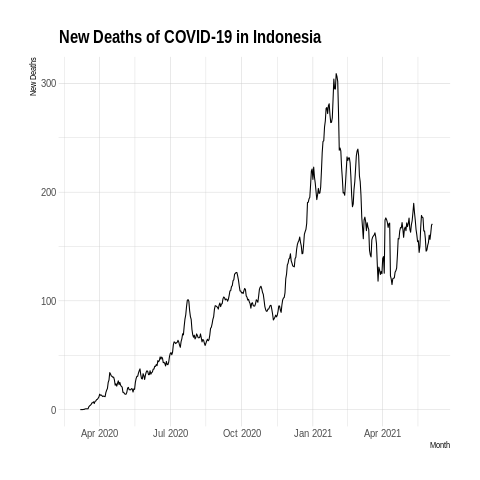 New Deaths of COVID-19 in Indonesia
New Deaths
300
200
100
0
Apr 2020 Jul 2020 Oct 2020 Jan 2021 Apr 2021
Month